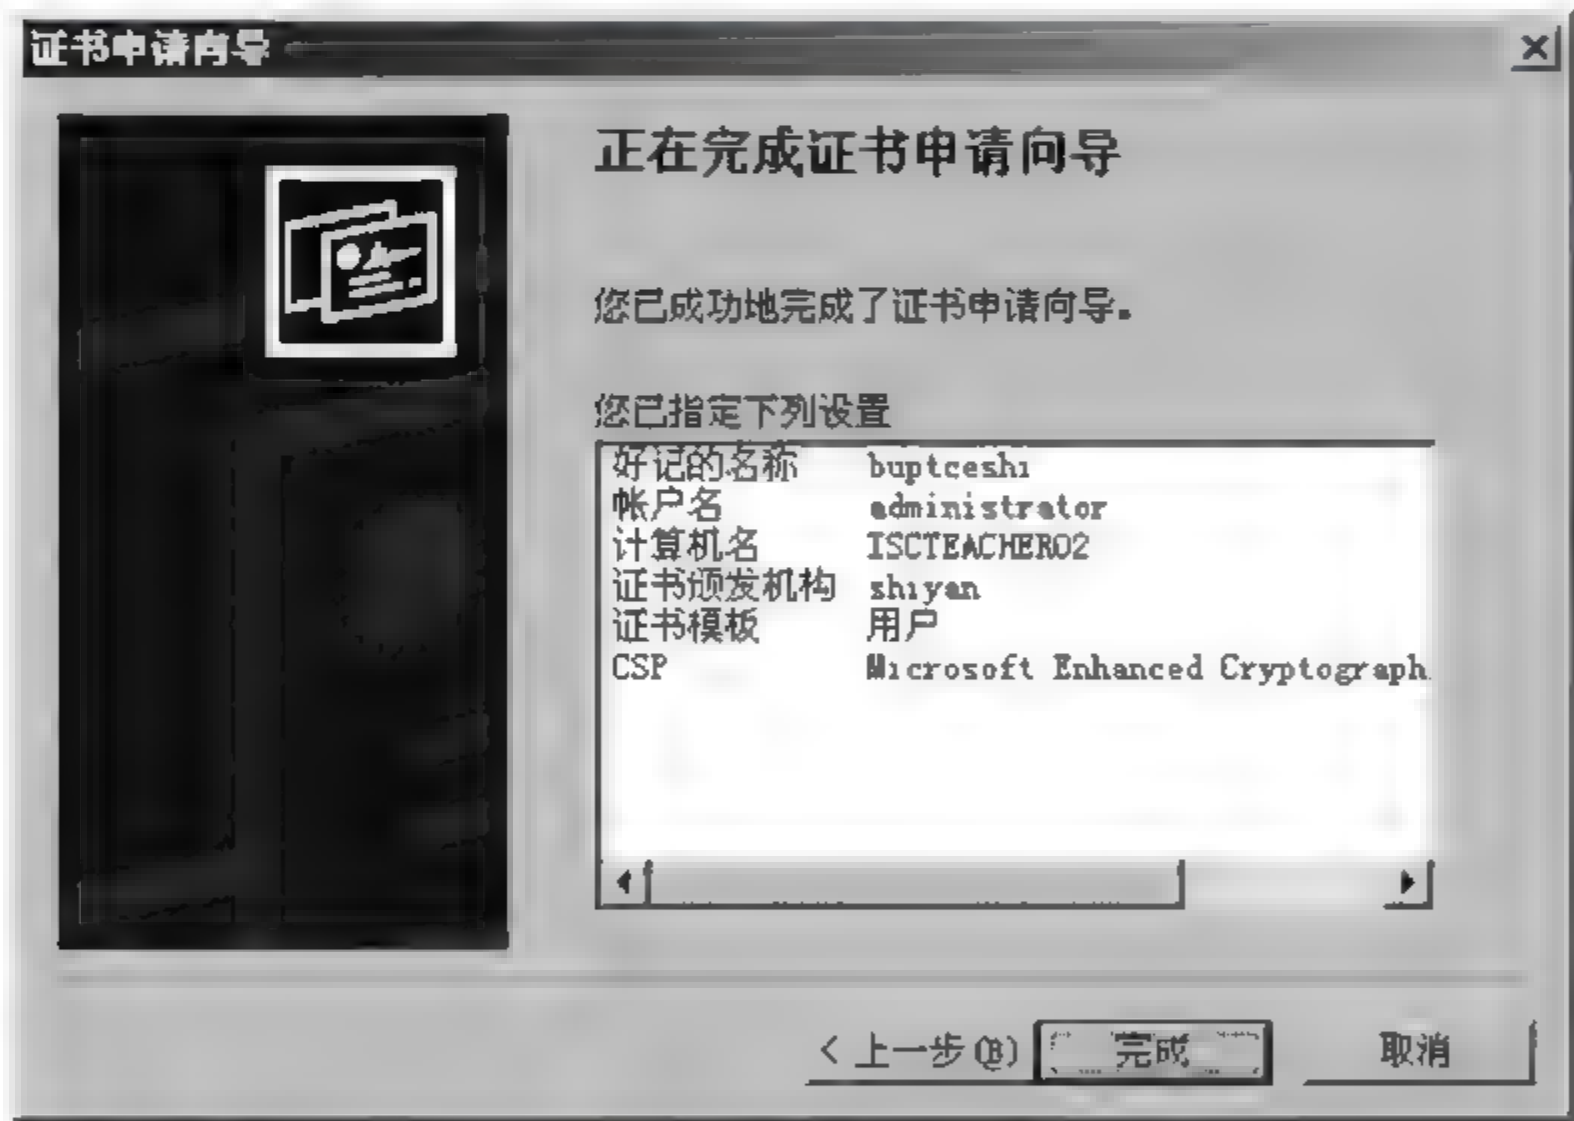 证书申请向导
正在完成证书申请向导
您已成功地完成了证书申请向导。
您已指定下列设置
好记的名称 buptceshi
帐户名 administrator
计算机名 ISCTEACHER02
证书颁发机构 shiyan
证书模板 用户
CSP Microsoft Enhanced Cryptograph
< 上一步(B) 完成 取消